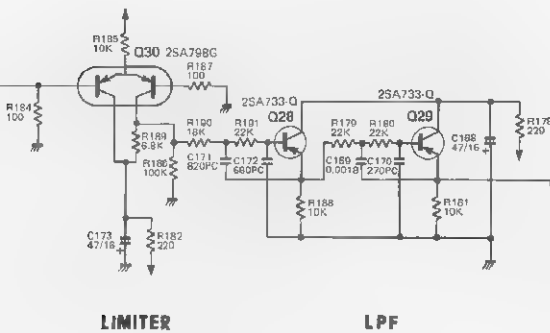 R185
10K
Q30 2SA798G
R187
100
R184
100
R189
6.8K
R186
100K
R190
18K
R191
22K
C171
820PC
C172
680PC
2SA733-Q
Q28
R179
22K
R180
22K
C169
0.0018
C170
270PC
2SA733-Q
Q29
C168
47/16
R178
220
R188
10K
R181
10K
C173
47/16
R182
220
LIMITER
LPF